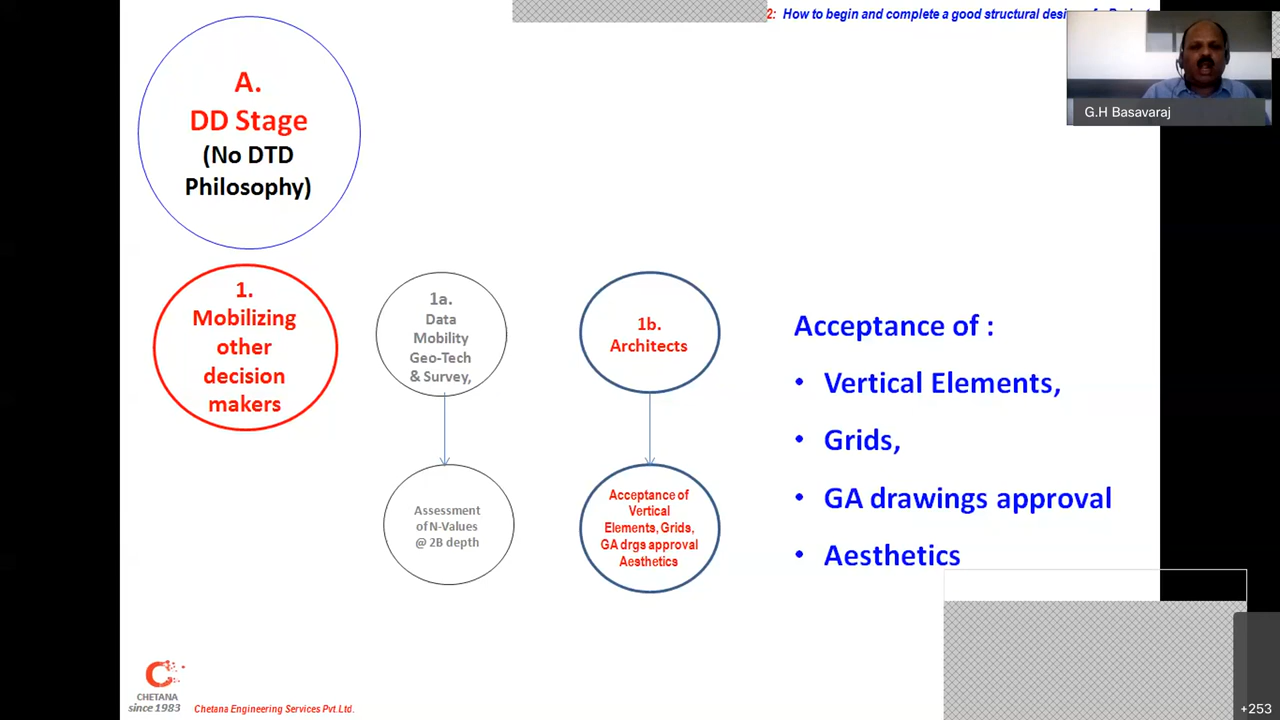 2: How to begin and complete a good structural
G.H Basavaraj
A.
DD Stage
(No DTD
Philosophy)
1.
Mobilizing
other
decision
makers
1a.
Data
Mobility
Geo-Tech
& Survey,
1b.
Architects
Assessment
of N-Values
@ 2B depth
Acceptance of
Vertical
Elements, Grids,
GA drgs approval
Aesthetics
Acceptance of :
• Vertical Elements,
• Grids,
• GA drawings approval
• Aesthetics
CHETANA
since 1983
Chetana Engineering Services Pvt.Ltd.
+253